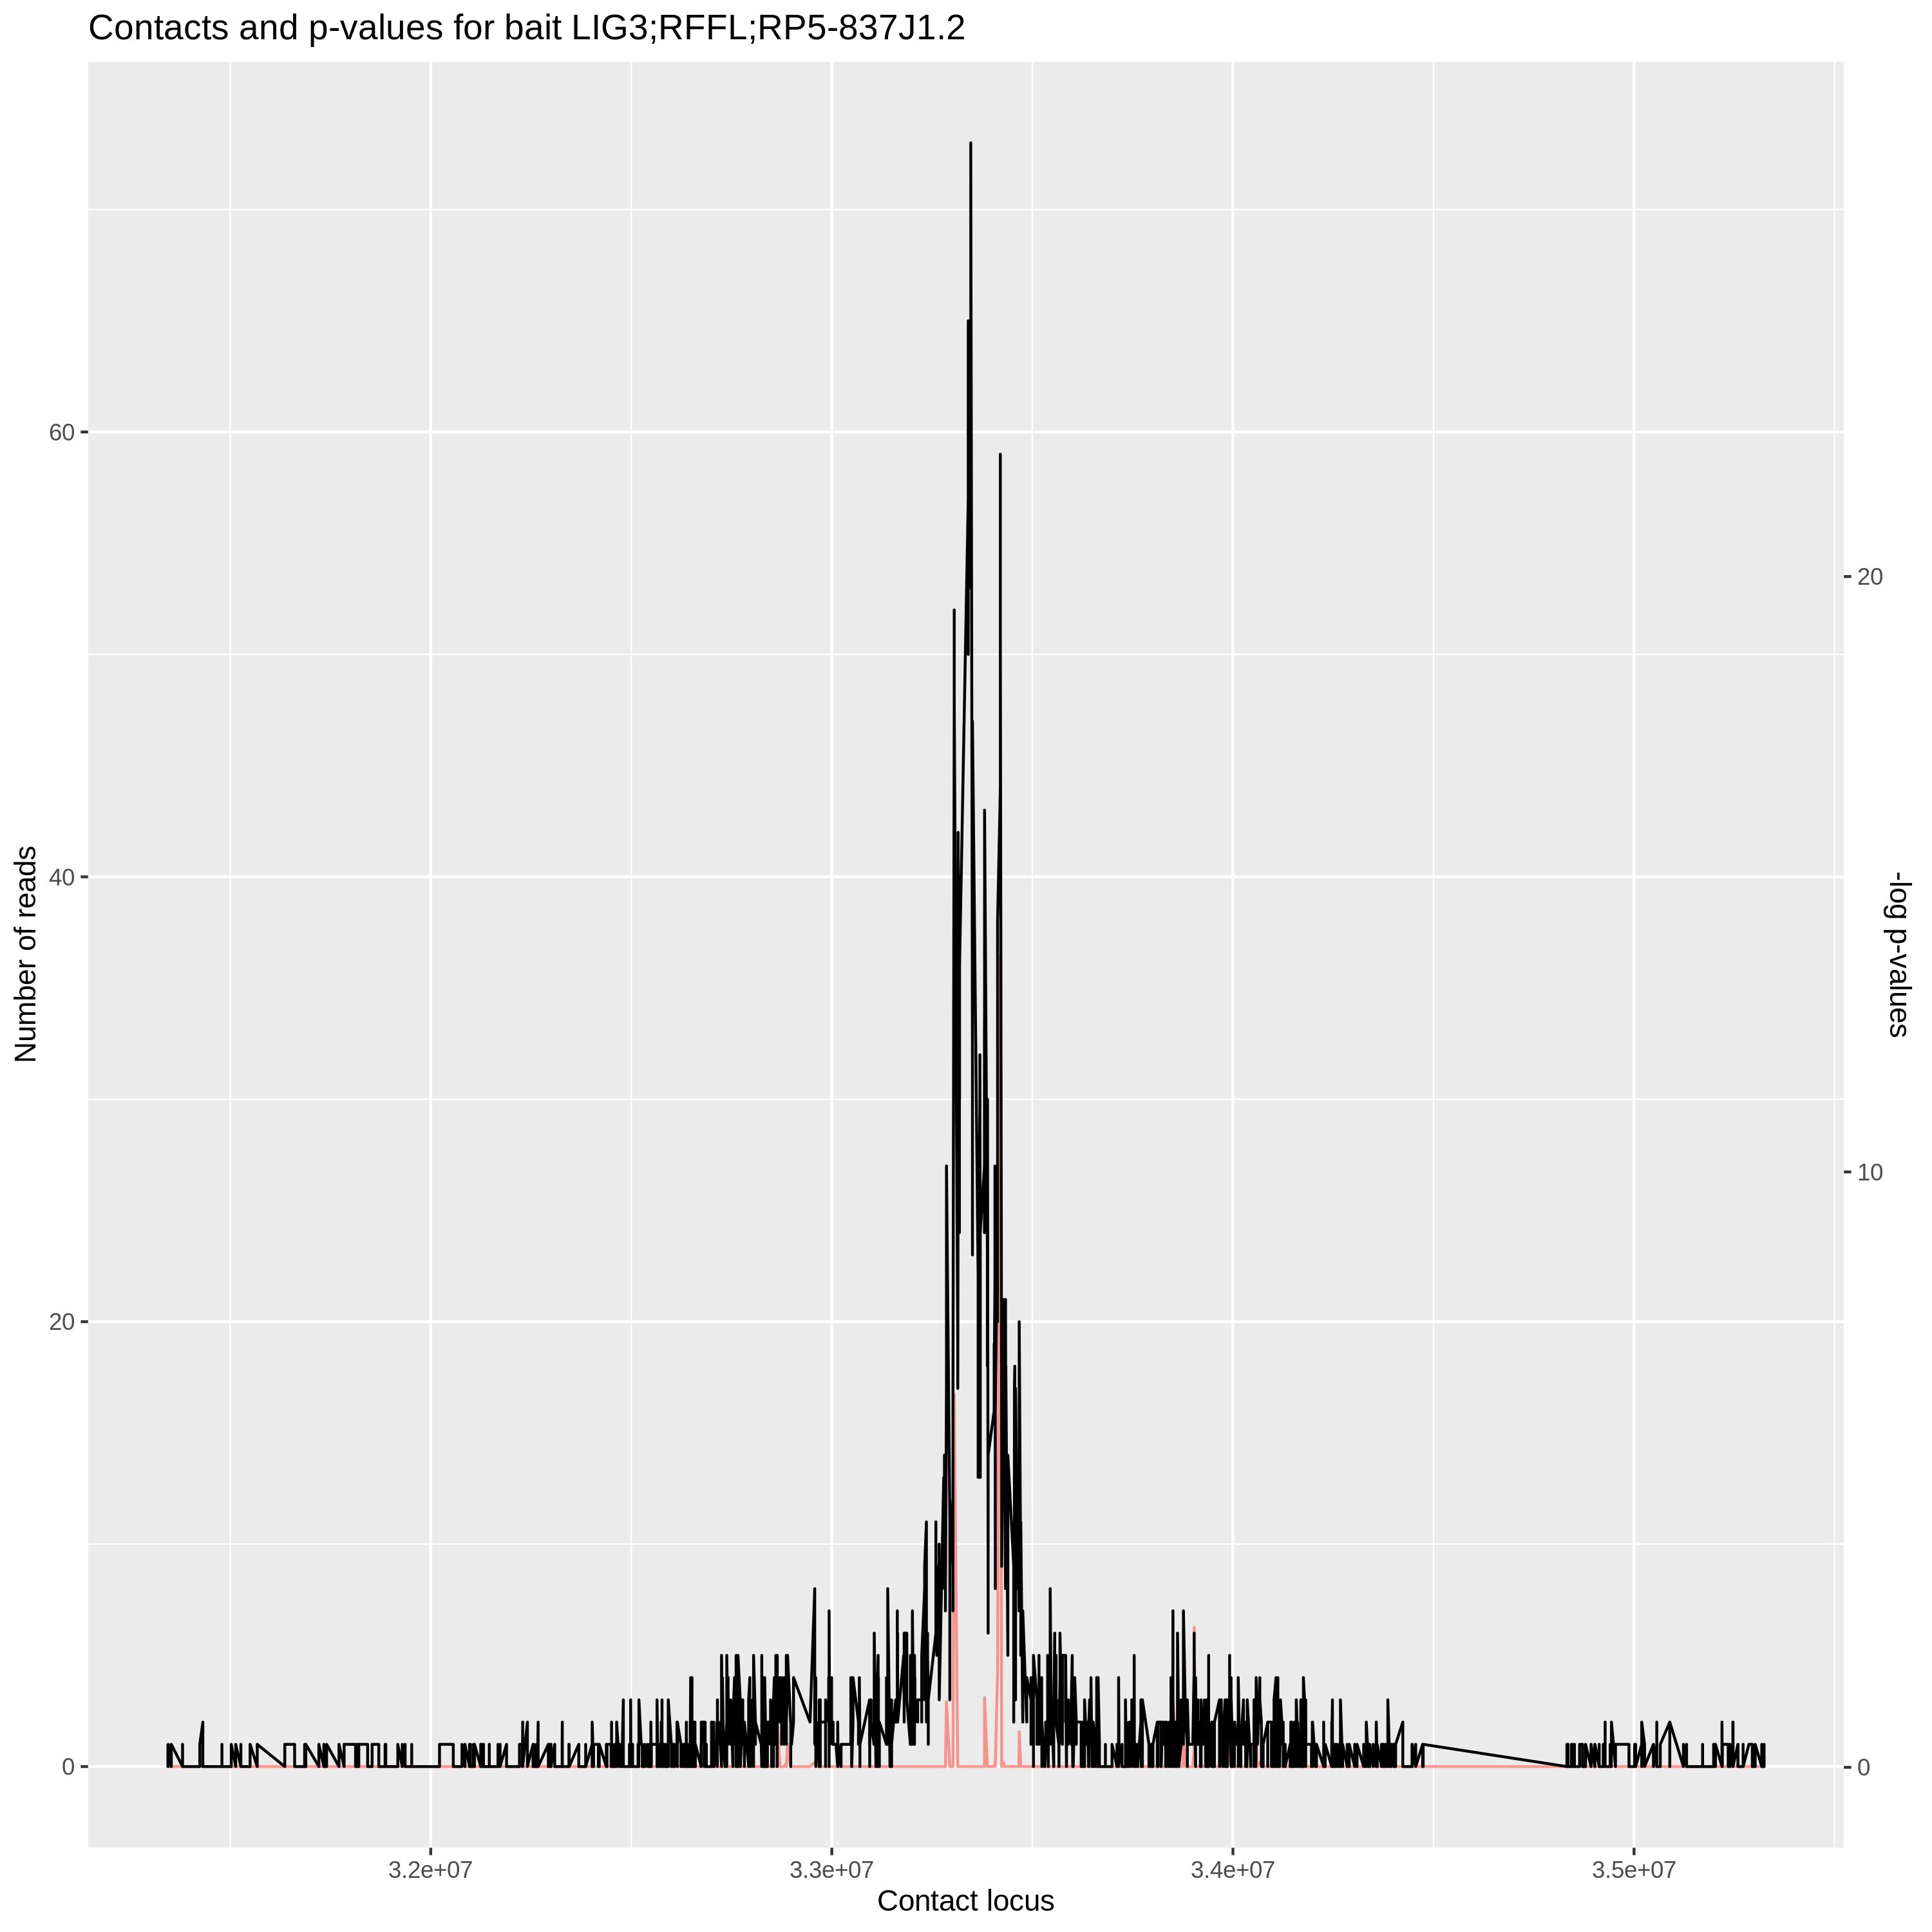 Contacts and p-values for bait LIG3;RFFL;RP5-837J1.2
Number of reads
60
40
20
0
20
10
0
-log p-values
3.2e+07
3.3e+07
3.4e+07
3.5e+07
Contact locus